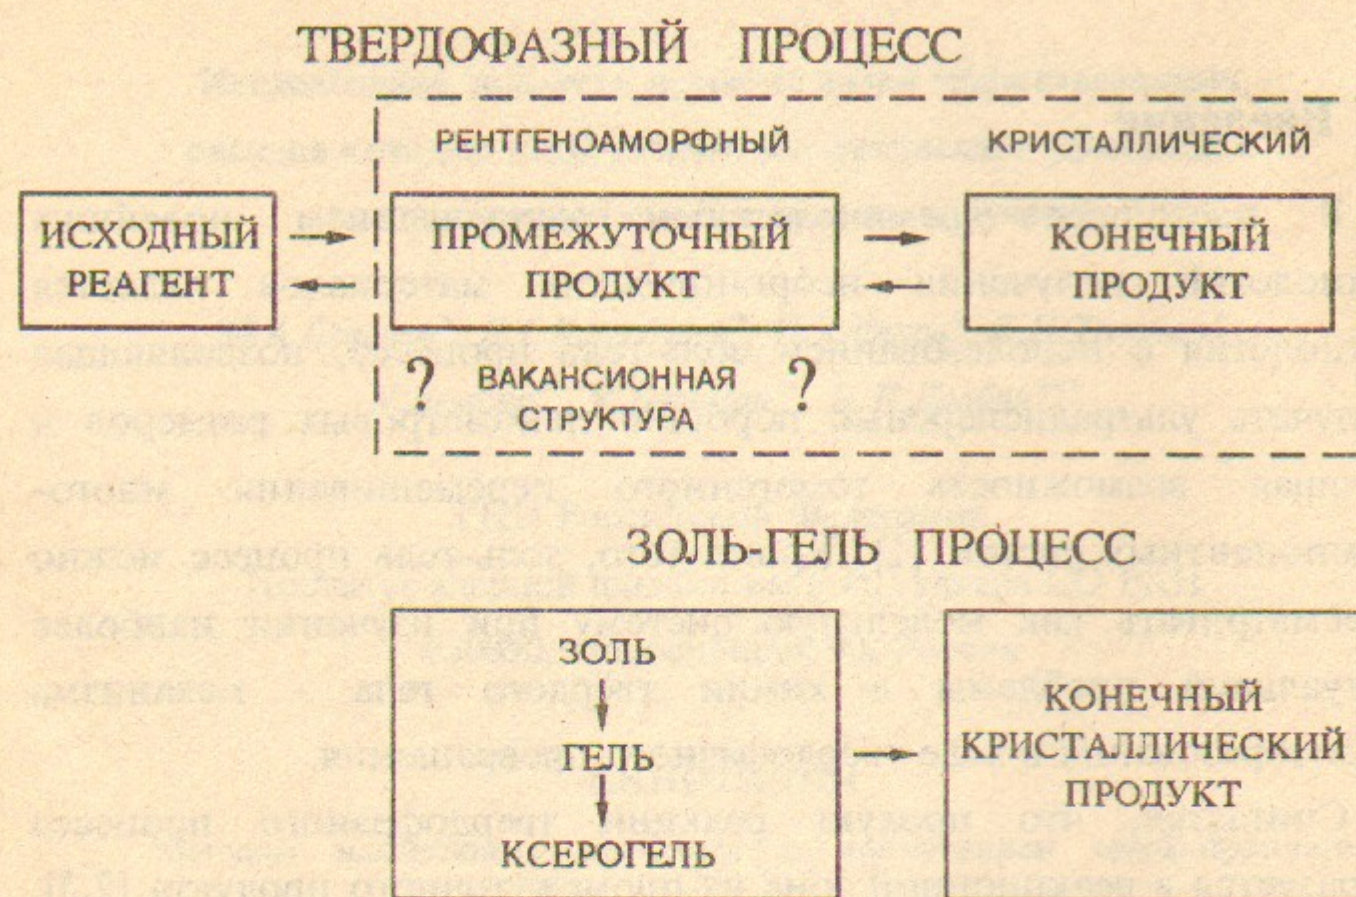 ТВЕРДОФАЗНЫЙ ПРОЦЕСС
РЕНТГЕНОАМОРФНЫЙ КРИСТАЛЛИЧЕСКИЙ
ИСХОДНЫЙ
РЕАГЕНТ
ПРОМЕЖУТОЧНЫЙ
ПРОДУКТ
КОНЕЧНЫЙ
ПРОДУКТ
? ВАКАНСИОННАЯ ?
СТРУКТУРА
ЗОЛЬ-ГЕЛЬ ПРОЦЕСС
ЗОЛЬ
ГЕЛЬ
КСЕРОГЕЛЬ
КОНЕЧНЫЙ
КРИСТАЛЛИЧЕСКИЙ
ПРОДУКТ